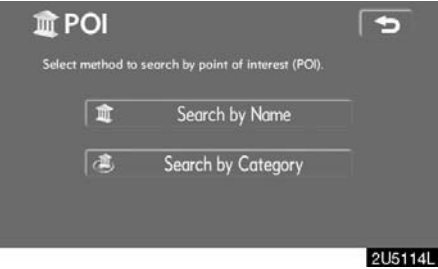 POI
Select method to search by point of interest (POI).
Search by Name
Search by Category
2U5114L